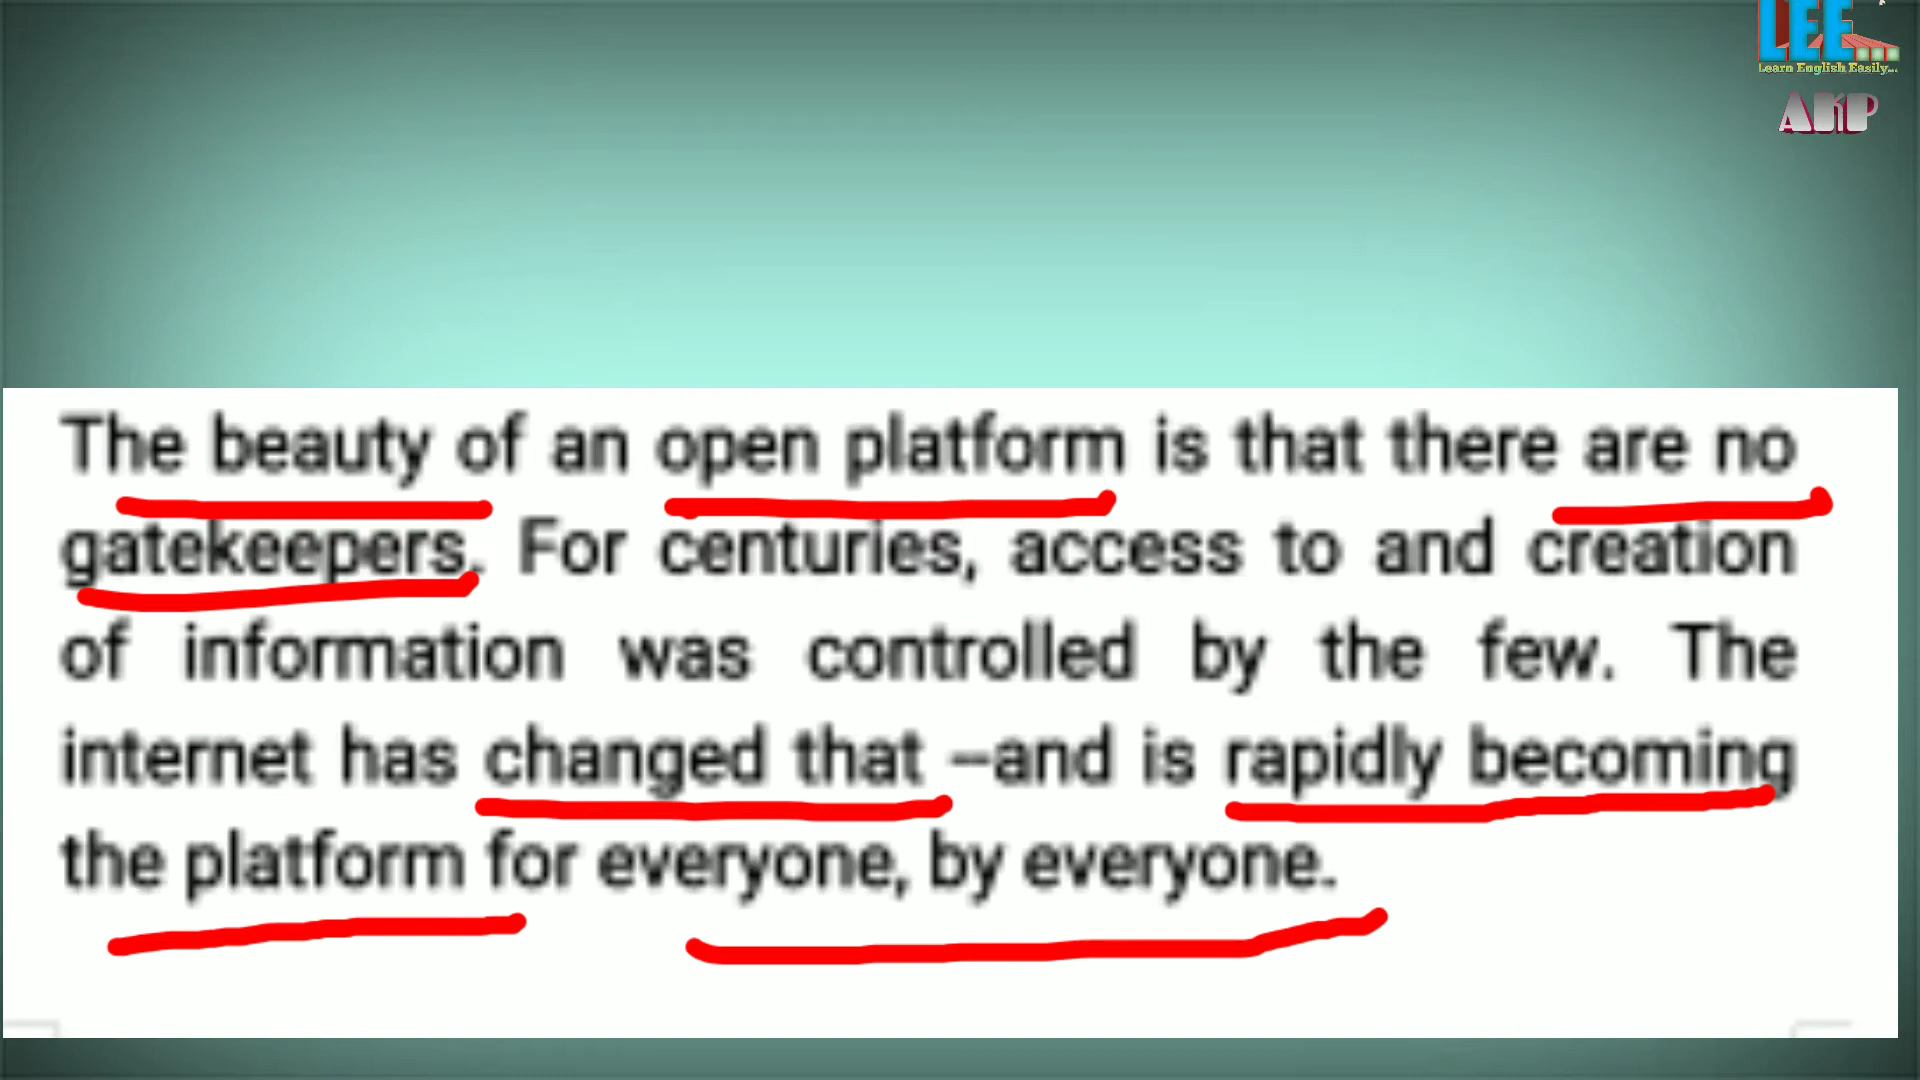 LEE...
Learn English Easily...
AKP
The beauty of an open platform is that there are no
gatekeepers. For centuries, access to and creation
of information was controlled by the few. The
internet has changed that –and is rapidly becoming
the platform for everyone, by everyone.